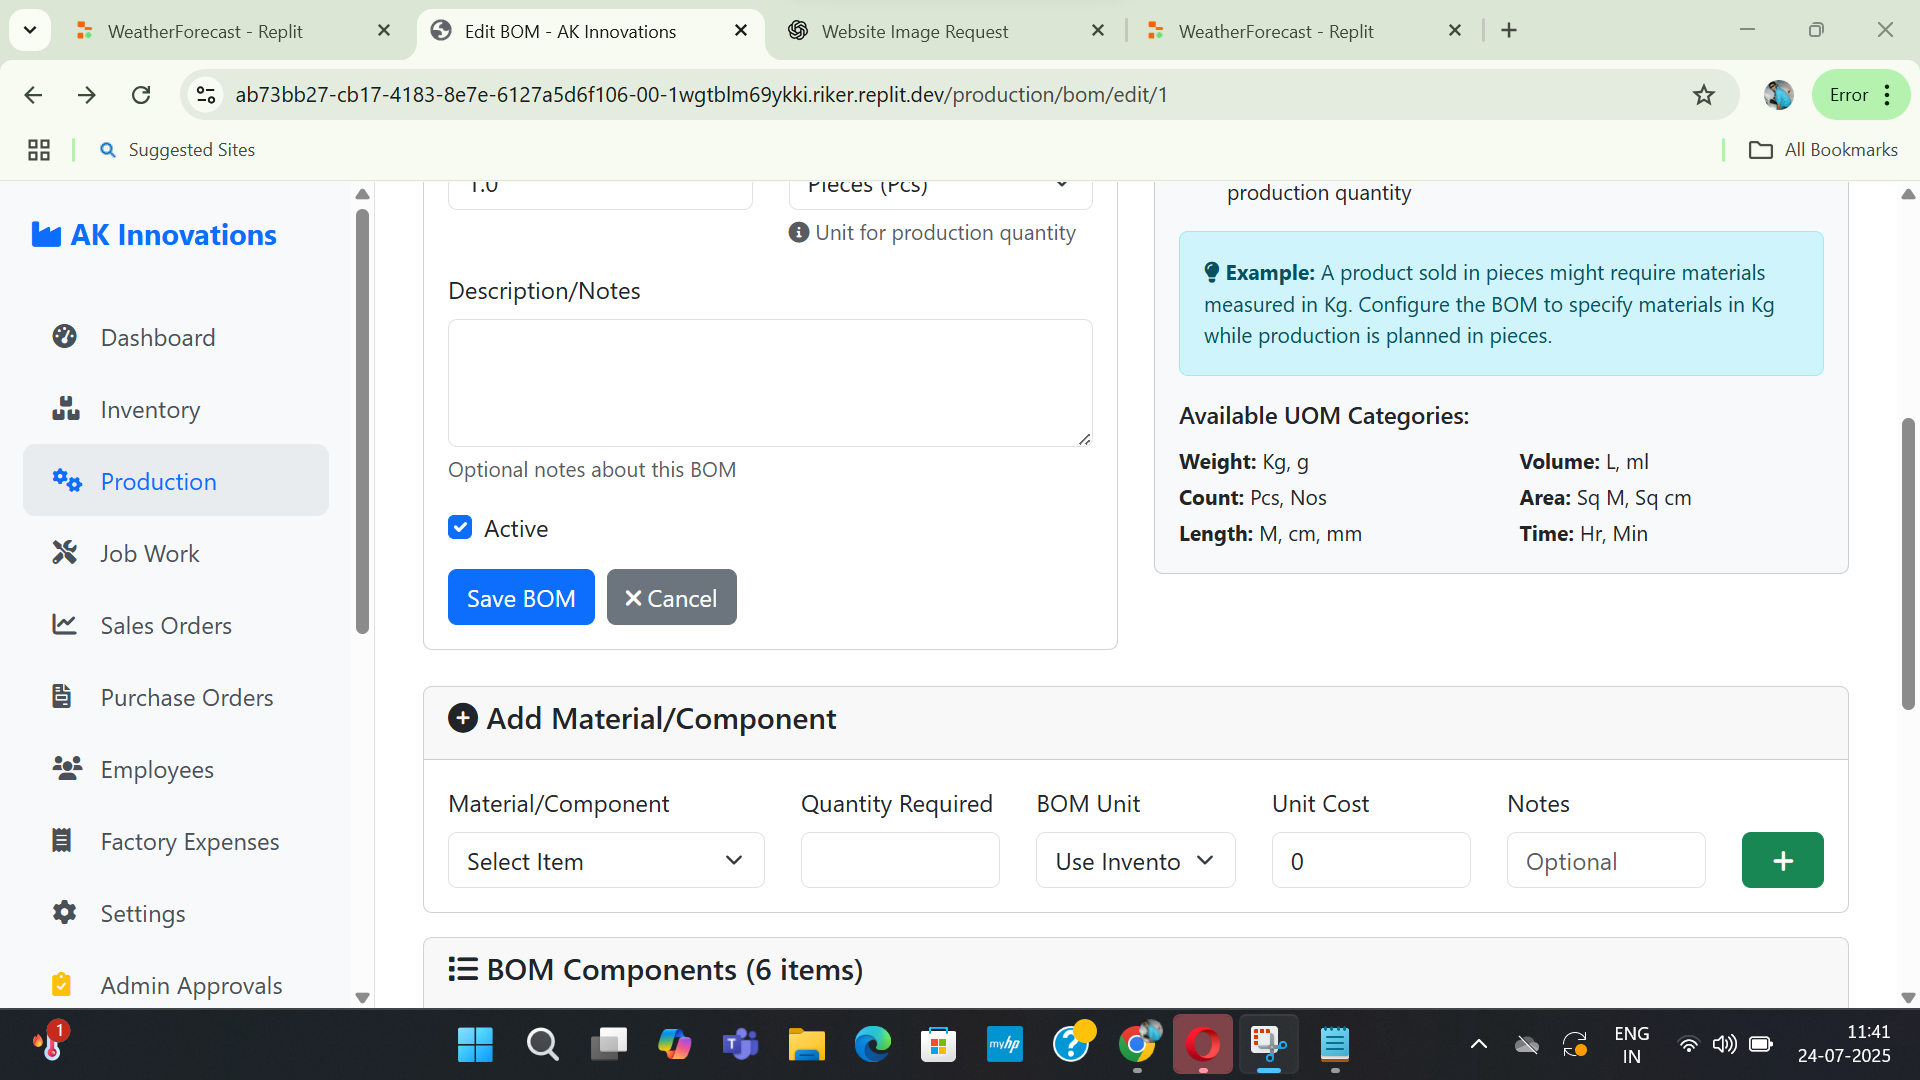 WeatherForecast - Replit
Edit BOM - AK Innovations
Website Image Request
WeatherForecast - Replit
ab73bb27-cb17-4183-8e7e-6127a5d6f106-00-1wgtblm69ykki.riker.replit.dev/production/bom/edit/1
Error
Suggested Sites
All Bookmarks
AK Innovations
Dashboard
Inventory
Production
Job Work
Sales Orders
Purchase Orders
Employees
Factory Expenses
Settings
Admin Approvals
1.0
Pieces (Pcs)
Unit for production quantity
Description/Notes
Optional notes about this BOM
Active
Save BOM
Cancel
production quantity
Example: A product sold in pieces might require materials
measured in Kg. Configure the BOM to specify materials in Kg
while production is planned in pieces.
Available UOM Categories:
Weight: Kg, g
Volume: L, ml
Count: Pcs, Nos
Area: Sq M, Sq cm
Length: M, cm, mm
Time: Hr, Min
Add Material/Component
Material/Component
Quantity Required
BOM Unit
Unit Cost
Notes
Select Item
Use Invento
0
Optional
BOM Components (6 items)
1
myhp
ENG
IN
11:41
24-07-2025